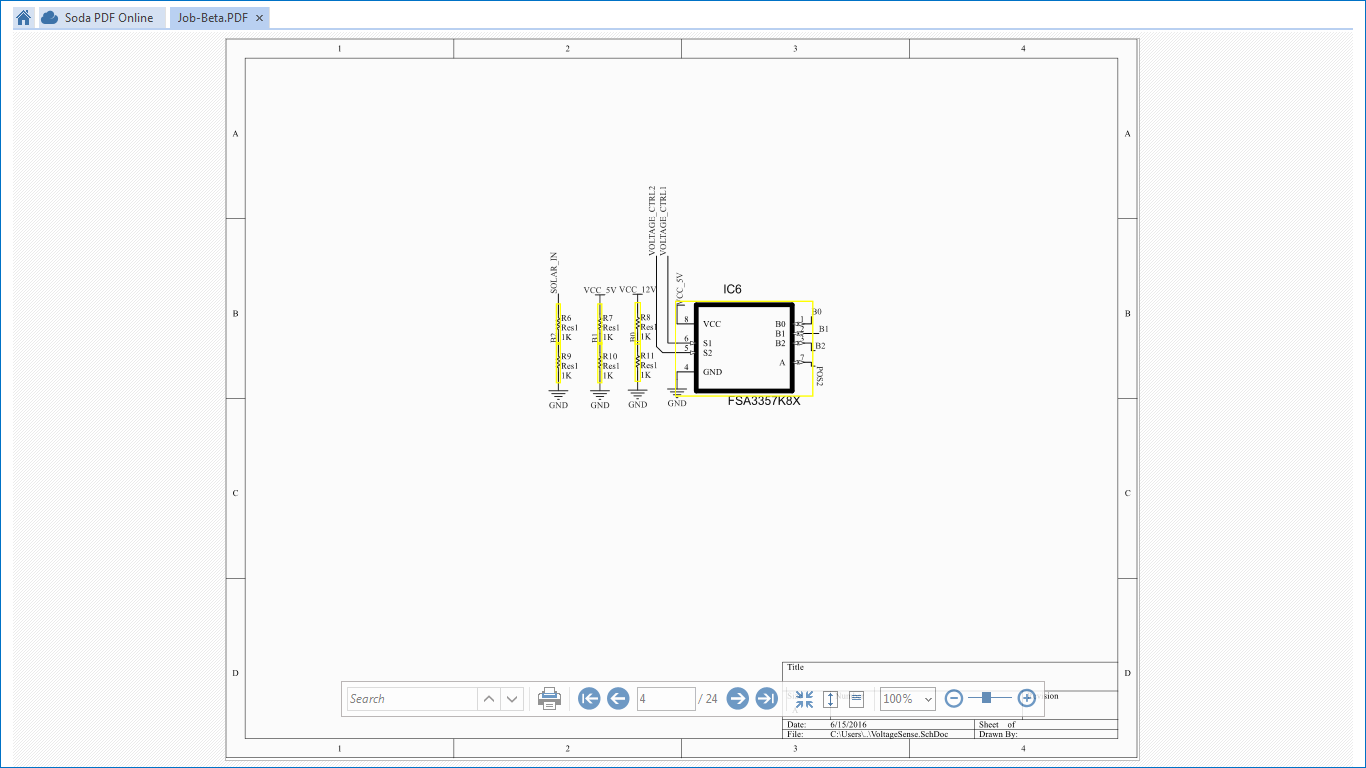 Soda PDF Online
Job-Beta.PDF
1 2 3 4
A A
B B
C C
D D
VOLTAGE_CTRL2
VOLTAGE_CTRL1
SOLAR_IN
VCC_5V
VCC_12V
VCC_5V
IC6
R6
Res1
1K
B2
R9
Res1
1K
GND
R7
Res1
1K
B1
R10
Res1
1K
GND
R8
Res1
1K
B0
R11
Res1
1K
GND
8
6
5
4
GND
VCC
S1
S2
GND
B0
B1
B2
A
1
2
3
7
B0
B1
B2
POS2
FSA3357K8X
Title
Date: 6/15/2016 Sheet of
File: C:\Users\..\VoltageSense.SchDoc Drawn By:
Search
4 / 24
100%
1 2 3 4